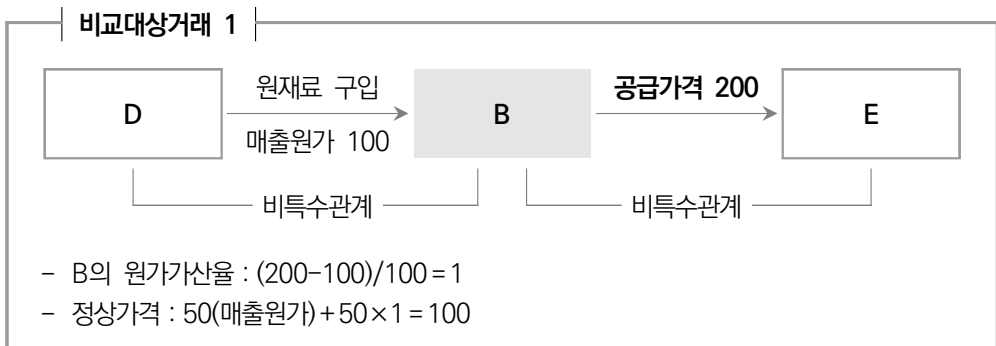 비교대상거래 1
D
원재료 구입
매출원가 100
B
공급가격 200
E
비특수관계
비특수관계
- B의 원가가산율 : (200-100)/100 = 1
- 정상가격 : 50(매출원가) + 50×1 = 100